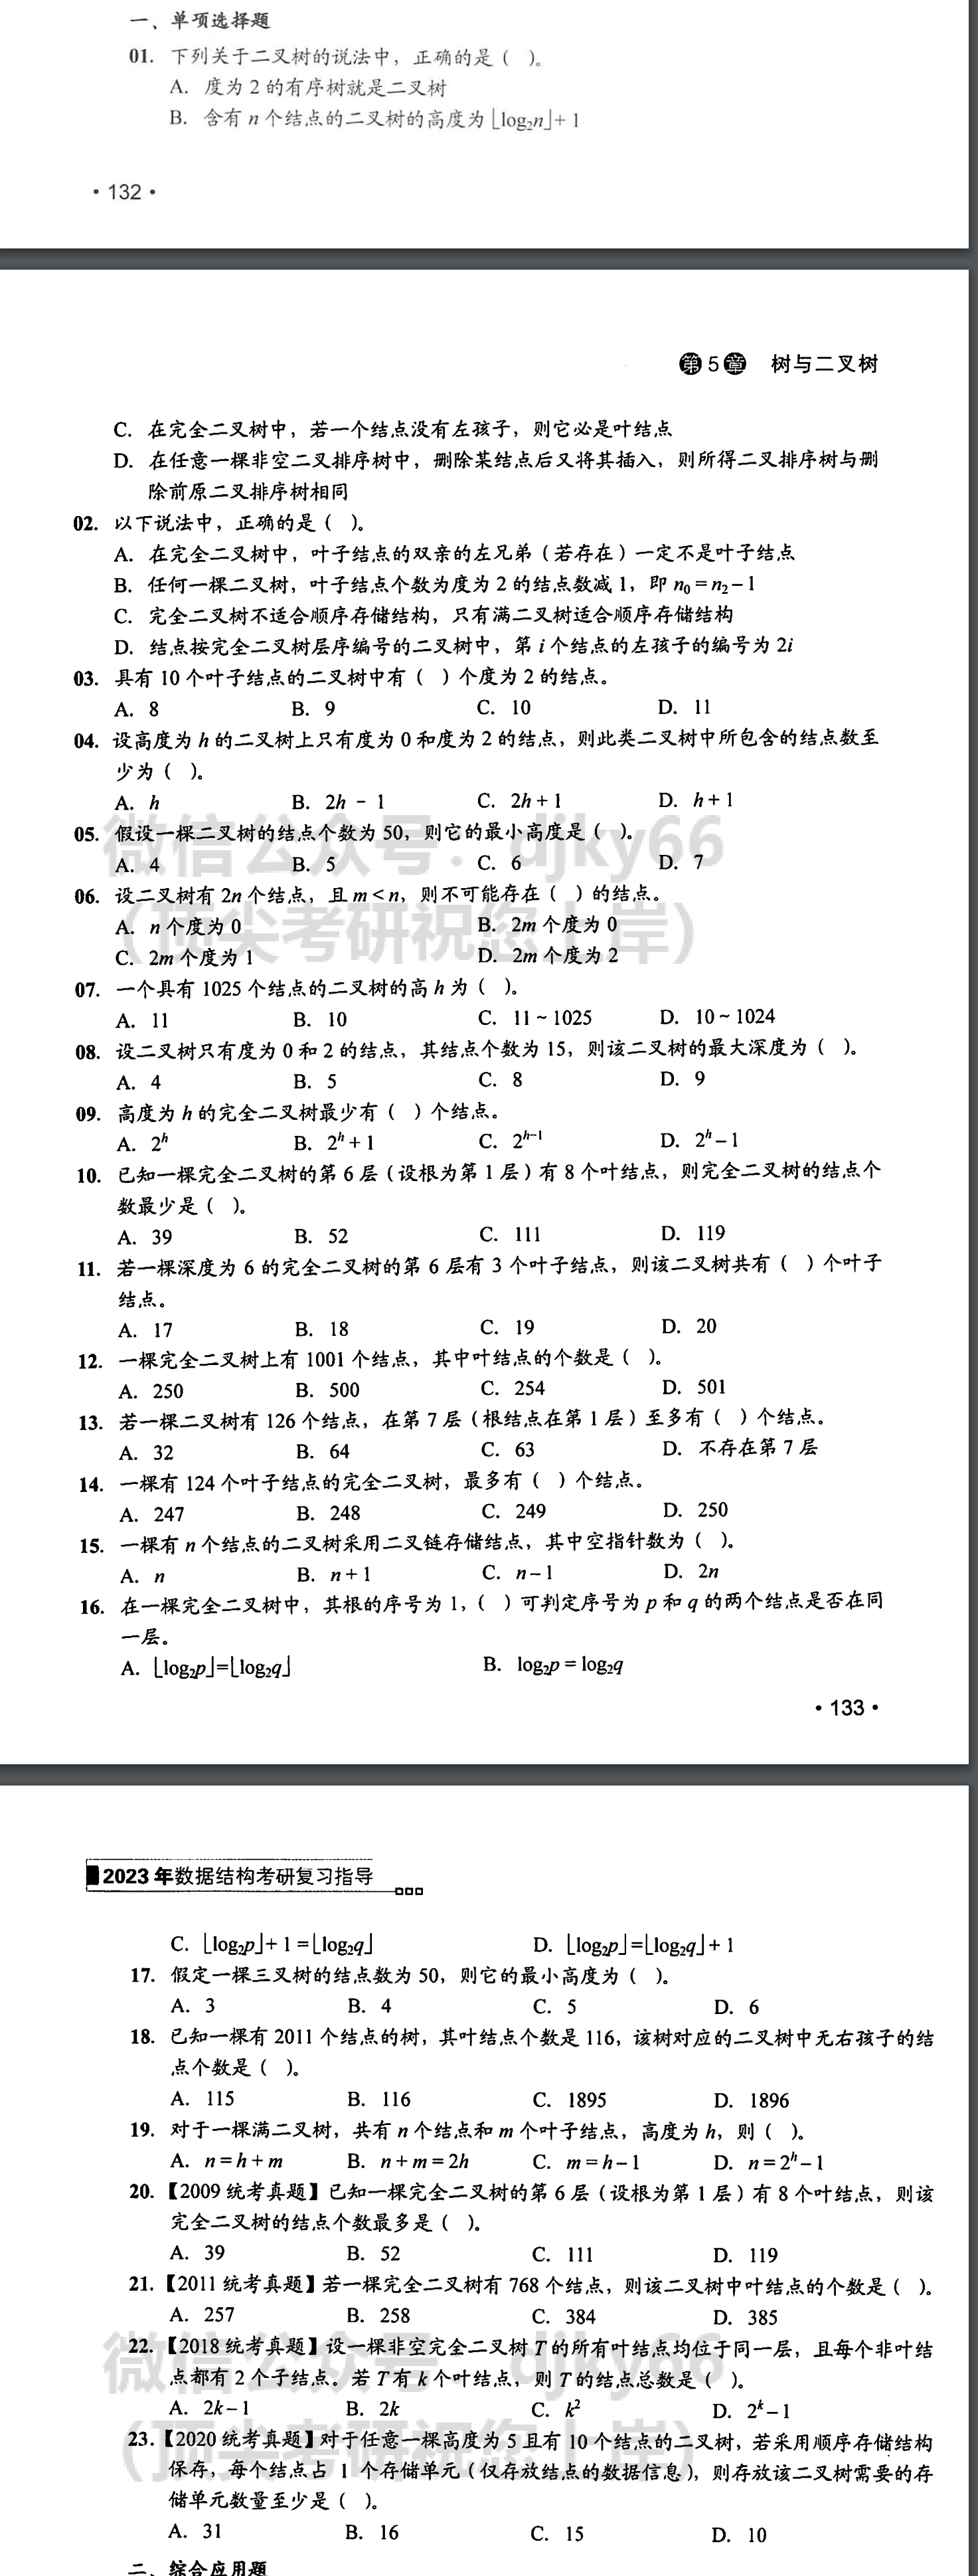 一、单项选择题
01. 下列关于二叉树的说法中，正确的是（ ）。
A. 度为 2 的有序树就是二叉树
B. 含有 n 个结点的二叉树的高度为⌊log₂n⌋+ 1
• 132 •
第5章 树与二叉树
C. 在完全二叉树中，若一个结点没有左孩子，则它必是叶结点
D. 在任意一棵非空二叉排序树中，删除某结点后又将其插入，则所得二叉排序树与删
除前原二叉排序树相同
02. 以下说法中，正确的是（ ）。
A. 在完全二叉树中，叶子结点的双亲的左兄弟（若存在）一定不是叶子结点
B. 任何一棵二叉树，叶子结点个数为度为 2 的结点数减 1，即 n₀ = n₂ – 1
C. 完全二叉树不适合顺序存储结构，只有满二叉树适合顺序存储结构
D. 结点按完全二叉树层序编号的二叉树中，第 i 个结点的左孩子的编号为 2i
03. 具有 10 个叶子结点的二叉树中有（ ）个度为 2 的结点。
A. 8 B. 9 C. 10 D. 11
04. 设高度为 h 的二叉树上只有度为 0 和度为 2 的结点，则此类二叉树中所包含的结点数至
少为（ ）。
A. h B. 2h – 1 C. 2h + 1 D. h + 1
05. 假设一棵二叉树的结点个数为 50，则它的最小高度是（ ）。
A. 4 B. 5 C. 6 D. 7
微信公众号：djky66
06. 设二叉树有 2n 个结点，且 m < n，则不可能存在（ ）的结点。
A. n 个度为 0 B. 2m 个度为 0
C. 2m 个度为 1 D. 2m 个度为 2
（顶尖考研祝您上岸）
07. 一个具有 1025 个结点的二叉树的高 h 为（ ）。
A. 11 B. 10 C. 11 ~ 1025 D. 10 ~ 1024
08. 设二叉树只有度为 0 和 2 的结点，其结点个数为 15，则该二叉树的最大深度为（ ）。
A. 4 B. 5 C. 8 D. 9
09. 高度为 h 的完全二叉树最少有（ ）个结点。
A. 2ʰ B. 2ʰ + 1 C. 2ʰ⁻¹ D. 2ʰ – 1
10. 已知一棵完全二叉树的第 6 层（设根为第 1 层）有 8 个叶结点，则完全二叉树的结点个
数最少是（ ）。
A. 39 B. 52 C. 111 D. 119
11. 若一棵深度为 6 的完全二叉树的第 6 层有 3 个叶子结点，则该二叉树共有（ ）个叶子
结点。
A. 17 B. 18 C. 19 D. 20
12. 一棵完全二叉树上有 1001 个结点，其中叶结点的个数是（ ）。
A. 250 B. 500 C. 254 D. 501
13. 若一棵二叉树有 126 个结点，在第 7 层（根结点在第 1 层）至多有（ ）个结点。
A. 32 B. 64 C. 63 D. 不存在第 7 层
14. 一棵有 124 个叶子结点的完全二叉树，最多有（ ）个结点。
A. 247 B. 248 C. 249 D. 250
15. 一棵有 n 个结点的二叉树采用二叉链存储结点，其中空指针数为（ ）。
A. n B. n + 1 C. n – 1 D. 2n
16. 在一棵完全二叉树中，其根的序号为 1，（ ）可判定序号为 p 和 q 的两个结点是否在同
一层。
A. ⌊log₂p⌋=⌊log₂q⌋ B. log₂p = log₂q
• 133 •
2023 年数据结构考研复习指导
C. ⌊log₂p⌋+ 1 =⌊log₂q⌋ D. ⌊log₂p⌋=⌊log₂q⌋+ 1
17. 假定一棵三叉树的结点数为 50，则它的最小高度为（ ）。
A. 3 B. 4 C. 5 D. 6
18. 已知一棵有 2011 个结点的树，其叶结点个数是 116，该树对应的二叉树中无右孩子的结
点个数是（ ）。
A. 115 B. 116 C. 1895 D. 1896
19. 对于一棵满二叉树，共有 n 个结点和 m 个叶子结点，高度为 h，则（ ）。
A. n = h + m B. n + m = 2h C. m = h – 1 D. n = 2ʰ – 1
20.【2009 统考真题】已知一棵完全二叉树的第 6 层（设根为第 1 层）有 8 个叶结点，则该
完全二叉树的结点个数最多是（ ）。
A. 39 B. 52 C. 111 D. 119
21.【2011 统考真题】若一棵完全二叉树有 768 个结点，则该二叉树中叶结点的个数是（ ）。
A. 257 B. 258 C. 384 D. 385
微信公众号：djky66
22.【2018 统考真题】设一棵非空完全二叉树 T 的所有叶结点均位于同一层，且每个非叶结
点都有 2 个子结点。若 T 有 k 个叶结点，则 T 的结点总数是（ ）。
A. 2k – 1 B. 2k C. k² D. 2ᵏ – 1
（顶尖考研祝您上岸）
23.【2020 统考真题】对于任意一棵高度为 5 且有 10 个结点的二叉树，若采用顺序存储结构
保存，每个结点占 1 个存储单元（仅存放结点的数据信息），则存放该二叉树需要的存
储单元数量至少是（ ）。
A. 31 B. 16 C. 15 D. 10
二、综合应用题